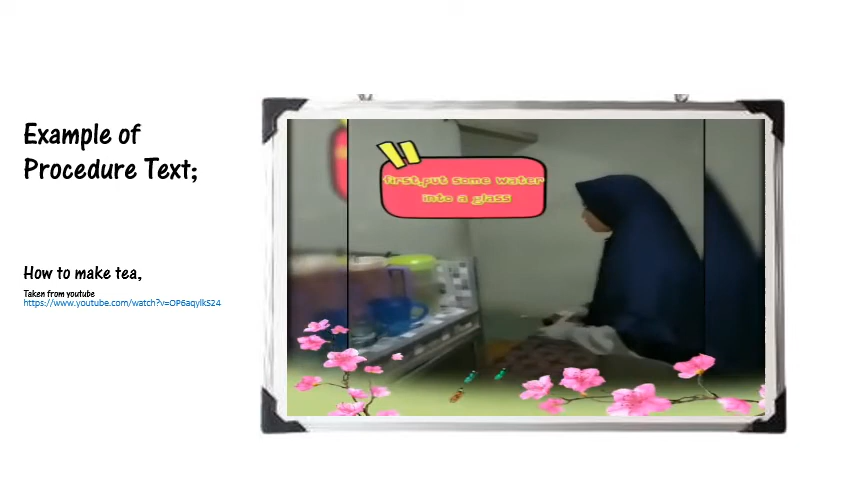 Example of
Procedure Text;
How to make tea,
Taken from youtube
https://www.youtube.com/watch?v=OP6aqylkS24
first,put some water
into a glass